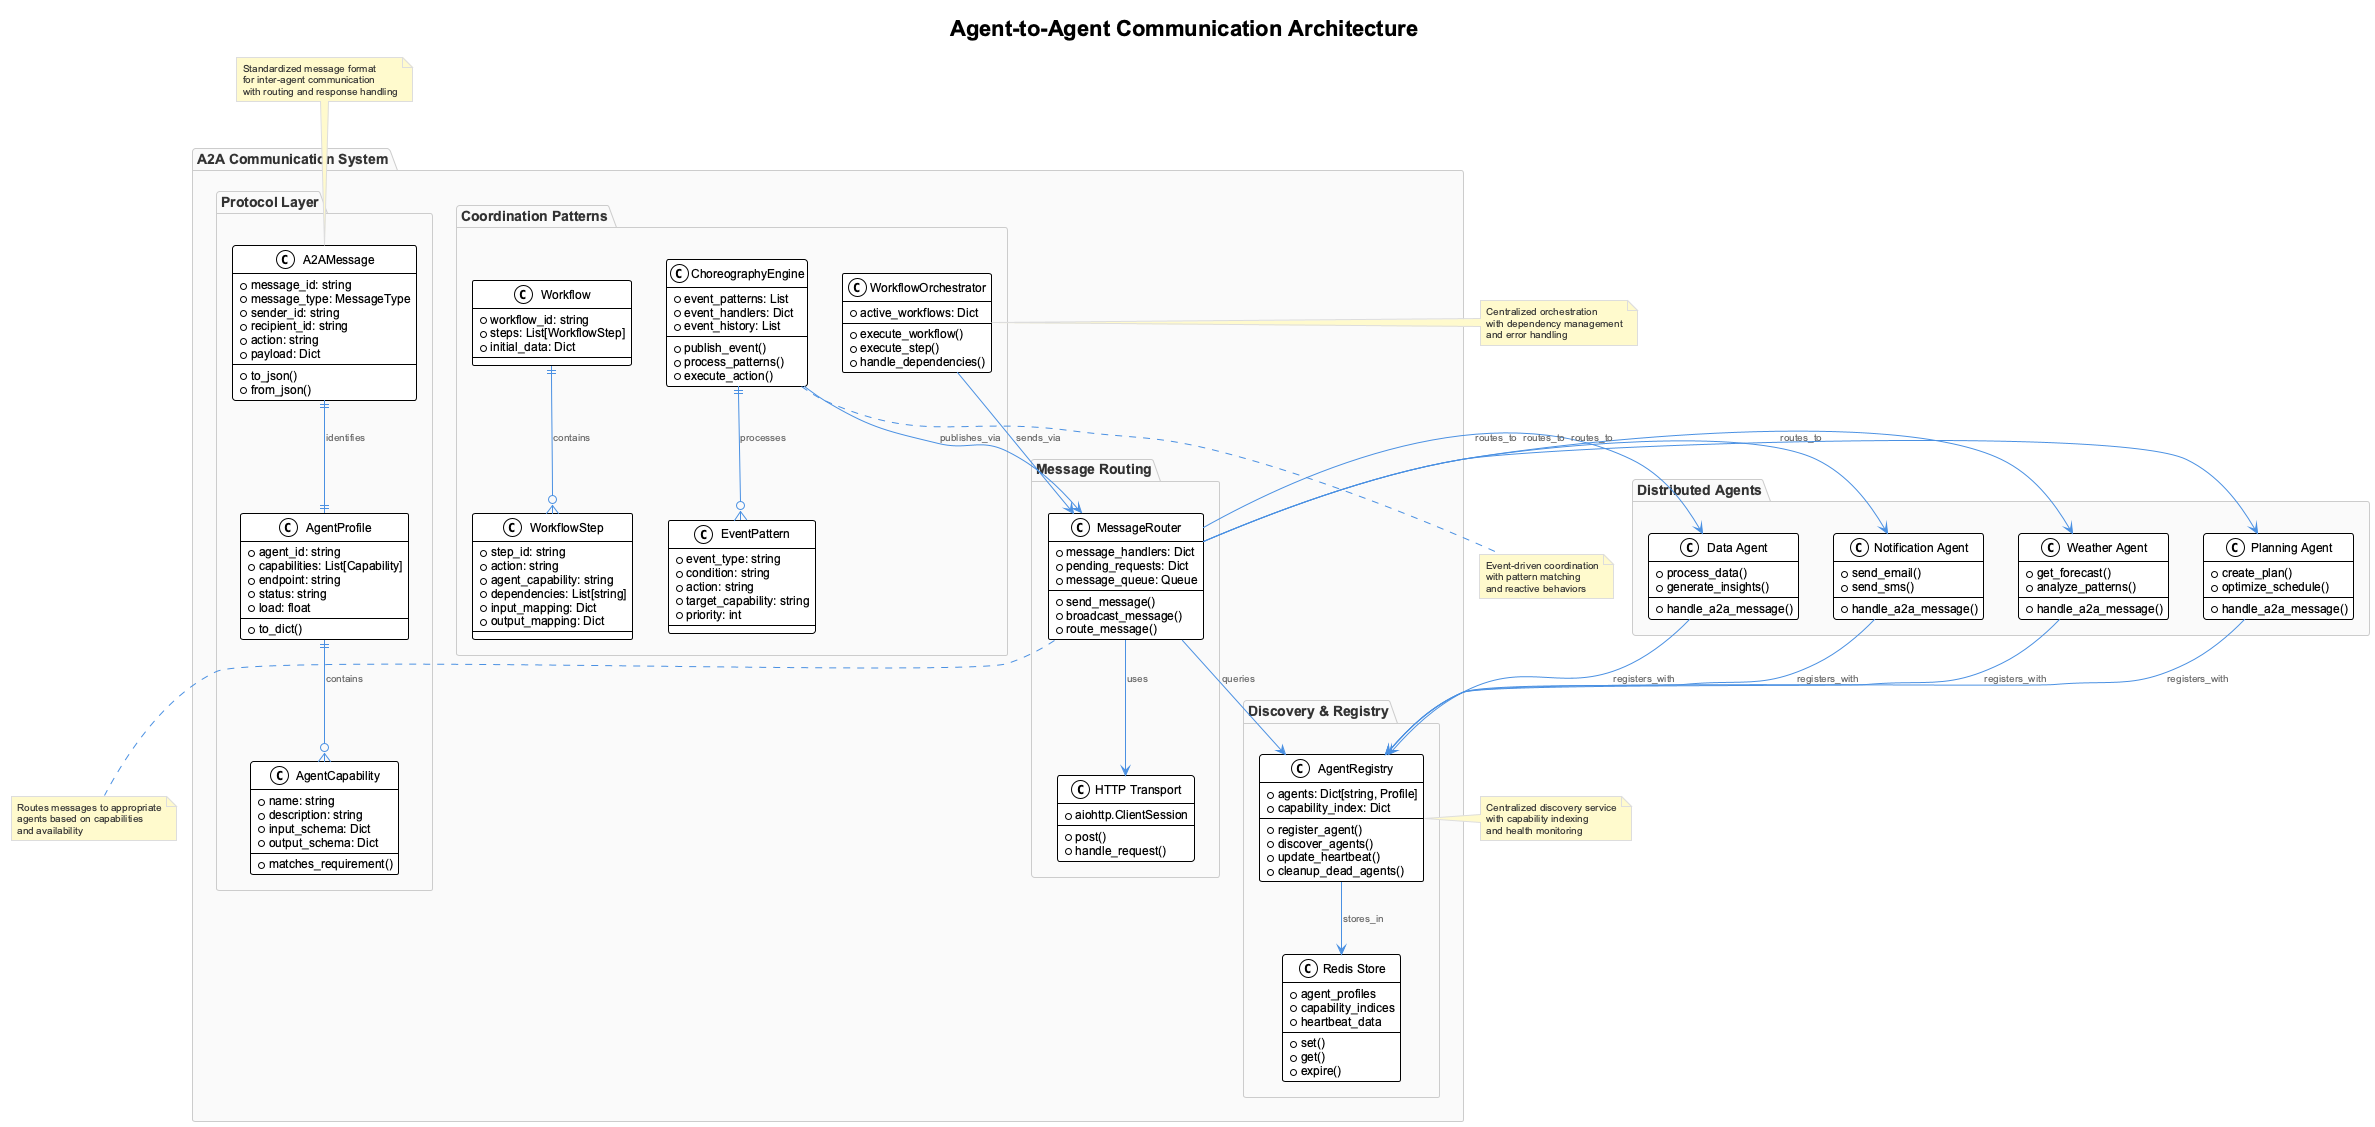 Agent-to-Agent Communication Architecture
Standardized message format
for inter-agent communication
with routing and response handling
A2A Communication System
Protocol Layer
C A2AMessage
message_id: string
message_type: MessageType
sender_id: string
recipient_id: string
action: string
payload: Dict
to_json()
from_json()
identifies
C AgentProfile
agent_id: string
capabilities: List[Capability]
endpoint: string
status: string
load: float
to_dict()
contains
C AgentCapability
name: string
description: string
input_schema: Dict
output_schema: Dict
matches_requirement()
Coordination Patterns
C Workflow
workflow_id: string
steps: List[WorkflowStep]
initial_data: Dict
contains
C WorkflowStep
step_id: string
action: string
agent_capability: string
dependencies: List[string]
input_mapping: Dict
output_mapping: Dict
C ChoreographyEngine
event_patterns: List
event_handlers: Dict
event_history: List
publish_event()
process_patterns()
execute_action()
processes
C EventPattern
event_type: string
condition: string
action: string
target_capability: string
priority: int
C WorkflowOrchestrator
active_workflows: Dict
execute_workflow()
execute_step()
handle_dependencies()
Centralized orchestration
with dependency management
and error handling
publishes_via
sends_via
Message Routing
C MessageRouter
message_handlers: Dict
pending_requests: Dict
message_queue: Queue
send_message()
broadcast_message()
route_message()
uses
queries
C HTTP Transport
aiohttp.ClientSession
post()
handle_request()
Routes messages to appropriate
agents based on capabilities
and availability
Discovery & Registry
C AgentRegistry
agents: Dict[string, Profile]
capability_index: Dict
register_agent()
discover_agents()
update_heartbeat()
cleanup_dead_agents()
Centralized discovery service
with capability indexing
and health monitoring
stores_in
C Redis Store
agent_profiles
capability_indices
heartbeat_data
set()
get()
expire()
routes_to
routes_to
routes_to
routes_to
Event-driven coordination
with pattern matching
and reactive behaviors
Distributed Agents
C Data Agent
process_data()
generate_insights()
handle_a2a_message()
C Notification Agent
send_email()
send_sms()
handle_a2a_message()
C Weather Agent
get_forecast()
analyze_patterns()
handle_a2a_message()
C Planning Agent
create_plan()
optimize_schedule()
handle_a2a_message()
registers_with
registers_with
registers_with
registers_with